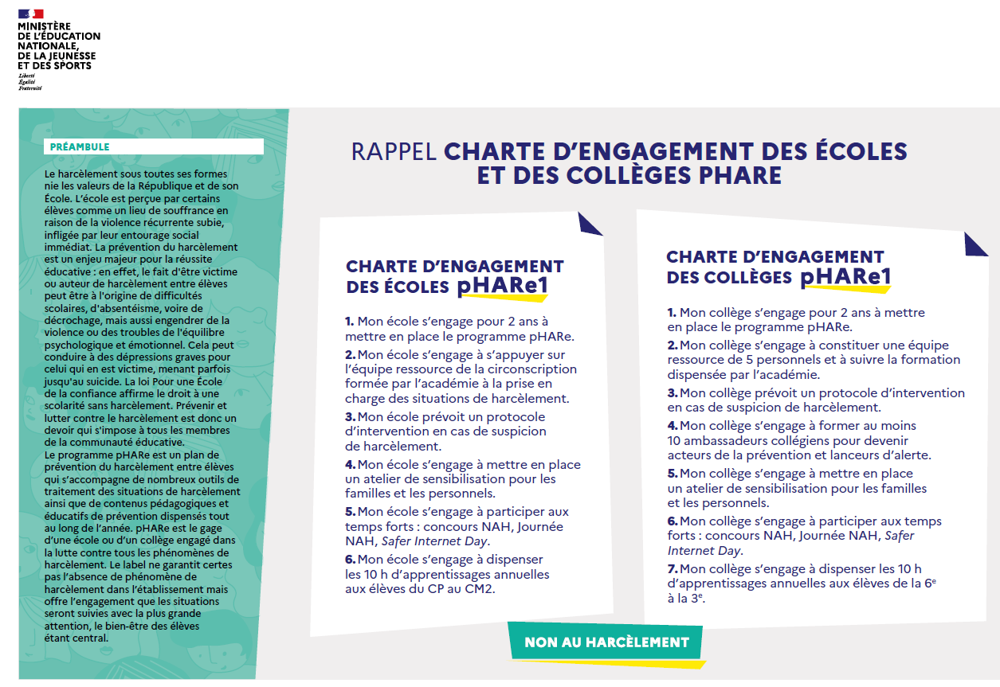 MINISTÈRE
DE L'ÉDUCATION
NATIONALE,
DE LA JEUNESSE
ET DES SPORTS
Liberté
Égalité
Fraternité
PRÉAMBULE
Le harcèlement sous toutes ses formes
nie les valeurs de la République et de son
École. L'école est perçue par certains
élèves comme un lieu de souffrance en
raison de la violence récurrente subie,
infligée par leur entourage social
immédiat. La prévention du harcèlement
est un enjeu majeur pour la réussite
éducative : en effet, le fait d'être victime
ou auteur de harcèlement entre élèves
peut être à l'origine de difficultés
scolaires, d'absentéisme, voire de
décrochage, mais aussi engendrer de la
violence ou des troubles de l'équilibre
psychologique et émotionnel. Cela peut
conduire à des dépressions graves pour
celui qui en est victime, menant parfois
jusqu'au suicide. La loi Pour une École
de la confiance affirme le droit à une
scolarité sans harcèlement. Prévenir et
lutter contre le harcèlement est donc un
devoir qui s'impose à tous les membres
de la communauté éducative.
Le programme pHARe est un plan de
prévention du harcèlement entre élèves
qui s'accompagne de nombreux outils de
traitement des situations de harcèlement
ainsi que de contenus pédagogiques et
éducatifs de prévention dispensés tout
au long de l'année. pHARe est le gage
d'une école ou d'un collège engagé dans
la lutte contre tous les phénomènes de
harcèlement. Le label ne garantit certes
pas l'absence de phénomène de
harcèlement dans l'établissement mais
offre l'engagement que les situations
seront suivies avec la plus grande
attention, le bien-être des élèves
étant central.
RAPPEL CHARTE D'ENGAGEMENT DES ÉCOLES
ET DES COLLÈGES PHARE
CHARTE D'ENGAGEMENT
DES ÉCOLES pHARe1
1. Mon école s'engage pour 2 ans à
mettre en place le programme pHARe.
2. Mon école s'engage à s'appuyer sur
l'équipe ressource de la circonscription
formée par l'académie à la prise en
charge des situations de harcèlement.
3. Mon école prévoit un protocole
d'intervention en cas de suspicion
de harcèlement.
4. Mon école s'engage à mettre en place
un atelier de sensibilisation pour les
familles et les personnels.
5. Mon école s'engage à participer aux
temps forts : concours NAH, Journée
NAH, Safer Internet Day.
6. Mon école s'engage à dispenser
les 10 h d'apprentissages annuelles
aux élèves du CP au CM2.
CHARTE D'ENGAGEMENT
DES COLLÈGES pHARe1
1. Mon collège s'engage pour 2 ans à mettre
en place le programme pHARe.
2. Mon collège s'engage à constituer une équipe
ressource de 5 personnels et à suivre la formation
dispensée par l'académie.
3. Mon collège prévoit un protocole d'intervention
en cas de suspicion de harcèlement.
4. Mon collège s'engage à former au moins
10 ambassadeurs collégiens pour devenir
acteurs de la prévention et lanceurs d'alerte.
5. Mon collège s'engage à mettre en place
un atelier de sensibilisation pour les familles
et les personnels.
6. Mon collège s'engage à participer aux temps
forts : concours NAH, Journée NAH, Safer
Internet Day.
7. Mon collège s'engage à dispenser les 10 h
d'apprentissages annuelles aux élèves de la 6e
à la 3e.
NON AU HARCÈLEMENT